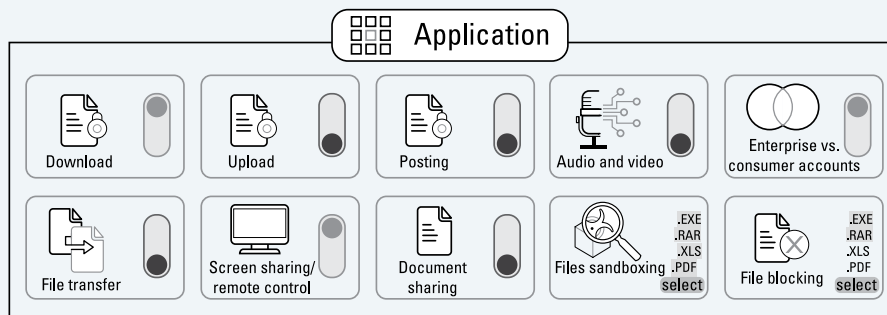 Application
Download
Upload
Posting
Audio and video
Enterprise vs.
consumer accounts
File transfer
Screen sharing/
remote control
Document
sharing
Files sandboxing
.EXE
.RAR
.XLS
.PDF
select
File blocking
.EXE
.RAR
.XLS
.PDF
select